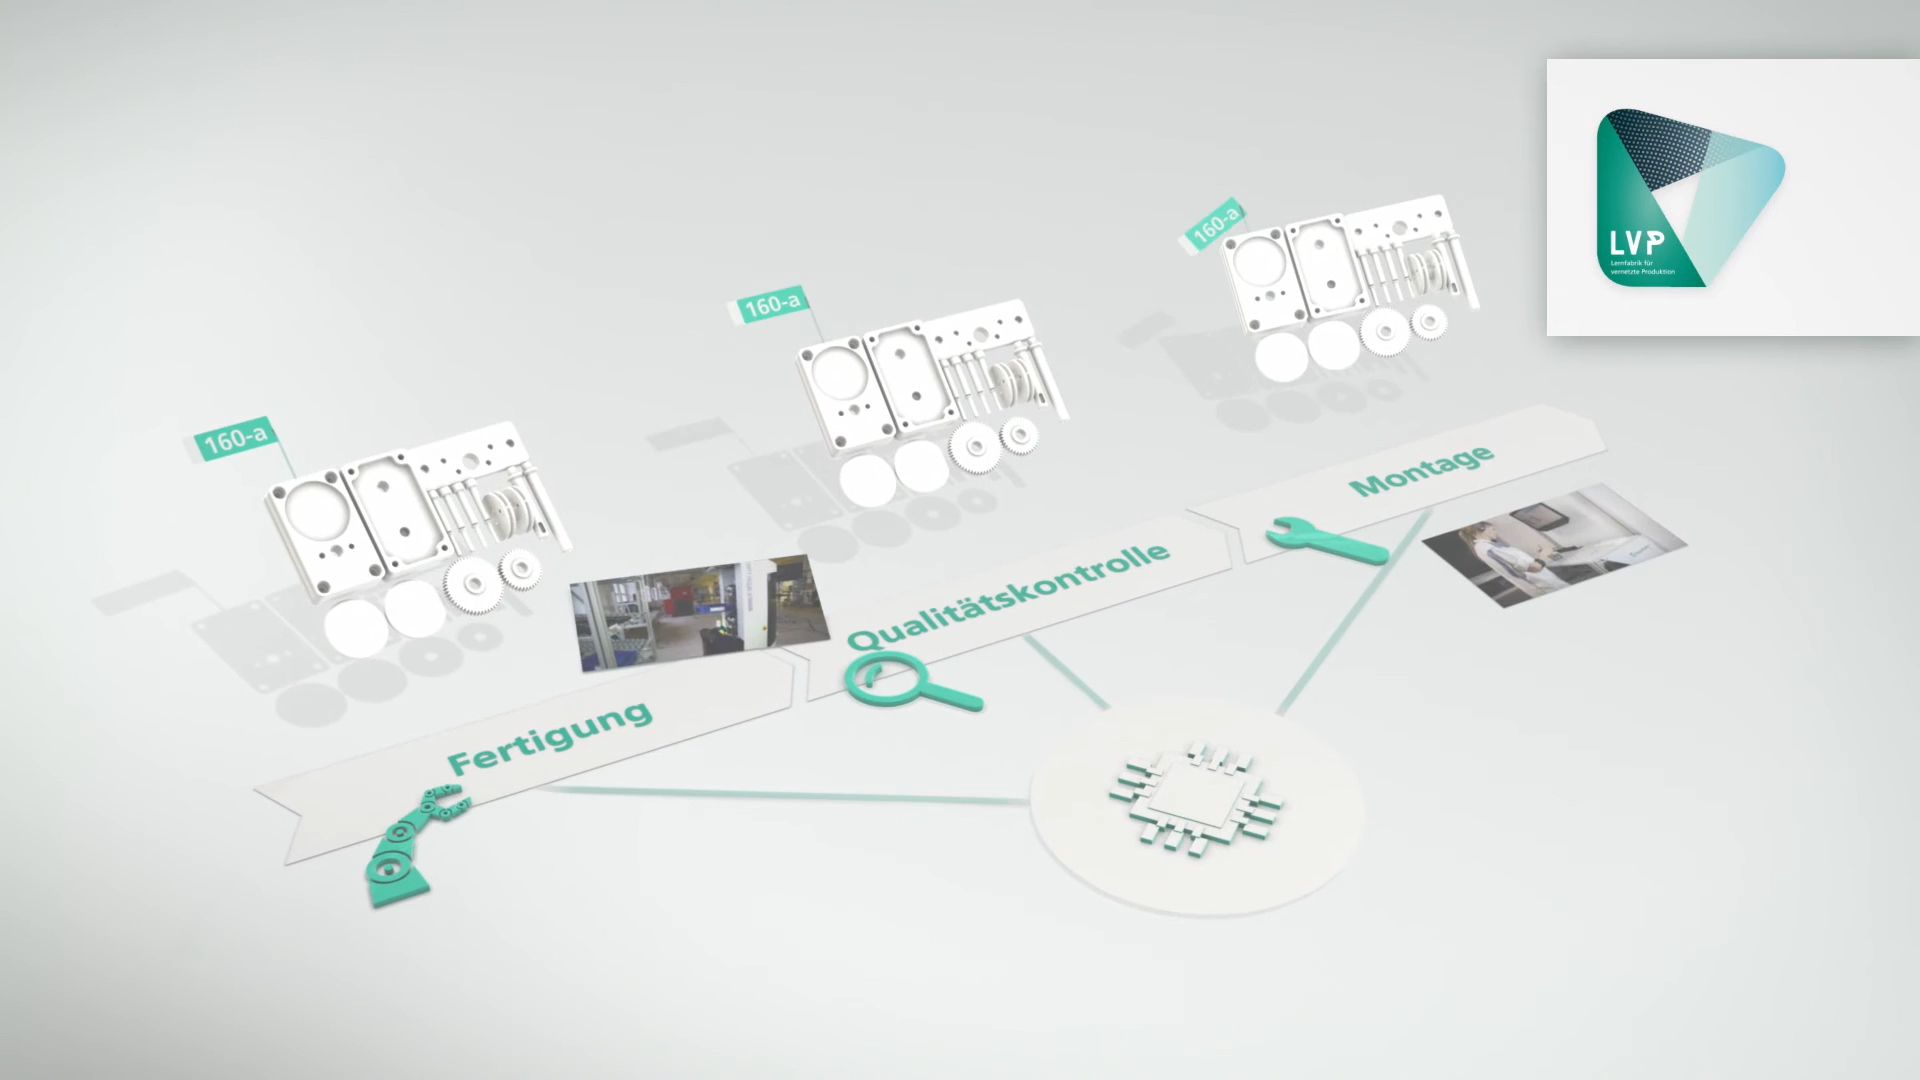 160-a
160-a
160-a
LVP
Lernfabrik für
vernetzte Produktion
Fertigung
Qualitätskontrolle
Montage